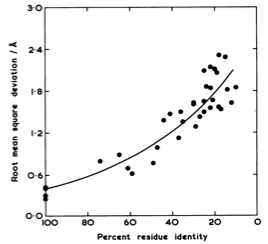 3·0
2·4
1·8
1·2
0·6
0·0
Root mean square deviation / Å
100 80 60 40 20 0
Percent residue identity